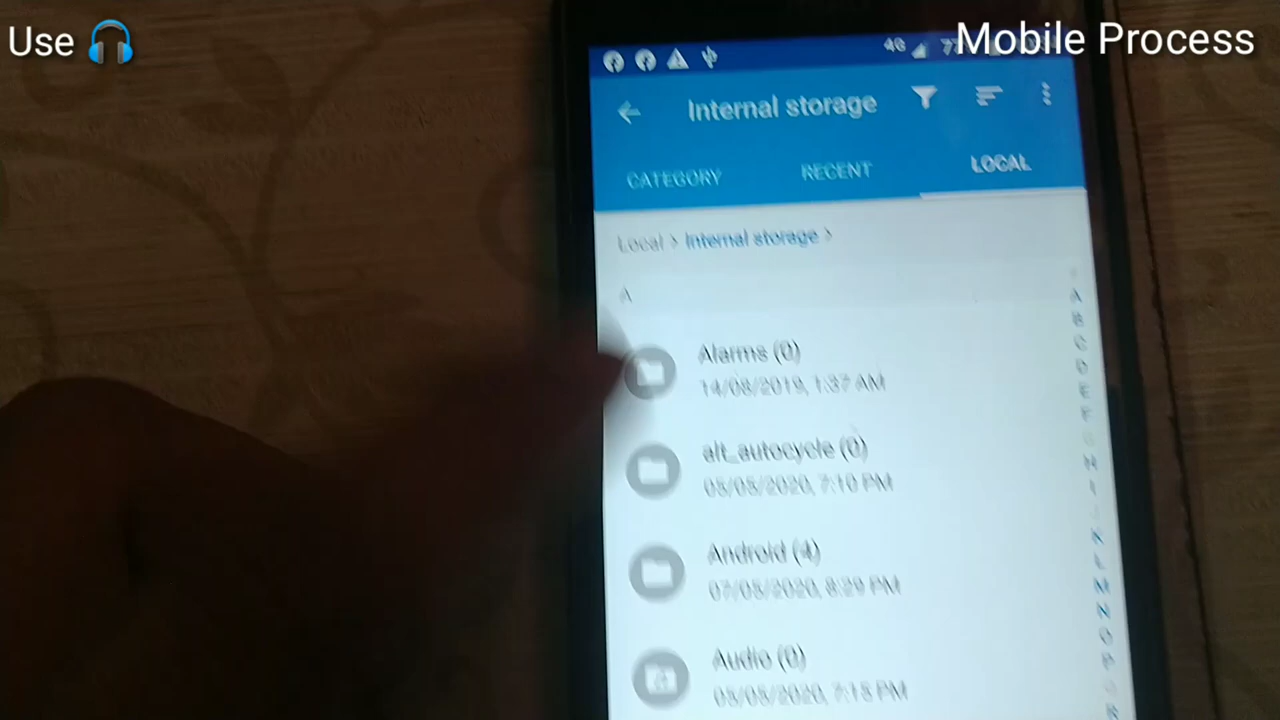 Use 🎧
Mobile Process
4G
Internal storage
CATEGORY
RECENT
LOCAL
Local > Internal storage >
A
Alarms (0)
14/08/2019, 1:37 AM
alt_autocycle (0)
05/05/2020, 7:10 PM
Android (4)
07/05/2020, 8:29 PM
Audio (0)
05/05/2020, 7:15 PM
A
B
C
D
E
F
H
I
K
L
M
N
O
P
R